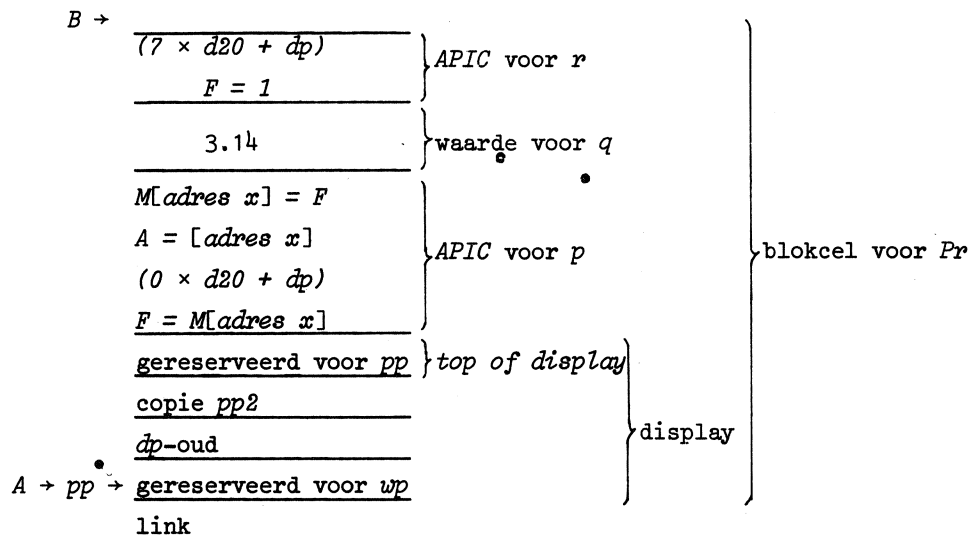 B →
(7 × d20 + dp)
APIC voor r
F = 1
3.14
waarde voor q
M[adres x] = F
A = [adres x]
APIC voor p
blokcel voor Pr
(0 × d20 + dp)
F = M[adres x]
gereserveerd voor pp
top of display
copie pp2
display
dp-oud
A → pp → gereserveerd voor wp
link